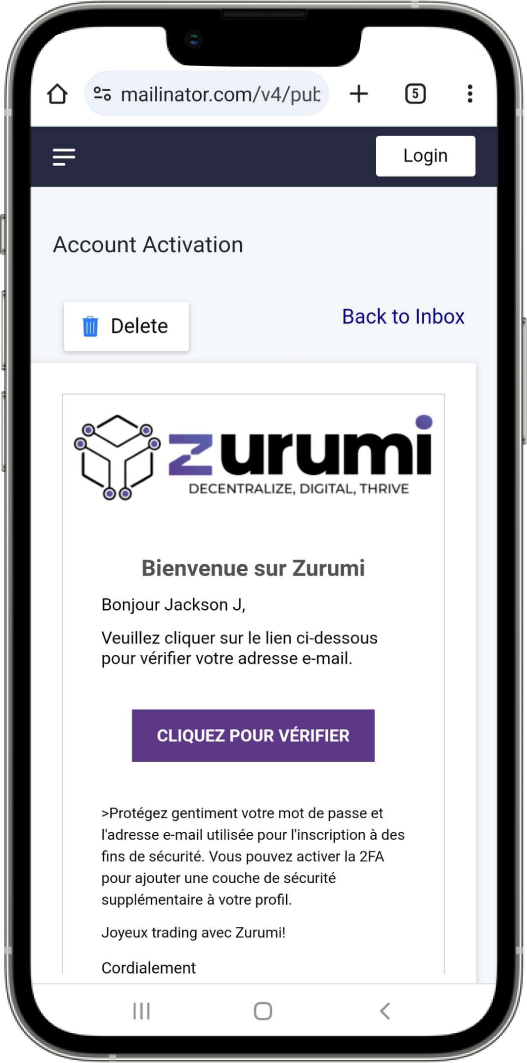 mailinator.com/v4/pub
5
Login
Account Activation
Delete
Back to Inbox
zurumi
DECENTRALIZE, DIGITAL, THRIVE
Bienvenue sur Zurumi
Bonjour Jackson J,
Veuillez cliquer sur le lien ci-dessous
pour vérifier votre adresse e-mail.
CLIQUEZ POUR VÉRIFIER
>Protégez gentiment votre mot de passe et
l'adresse e-mail utilisée pour l'inscription à des
fins de sécurité. Vous pouvez activer la 2FA
pour ajouter une couche de sécurité
supplémentaire à votre profil.
Joyeux trading avec Zurumi!
Cordialement